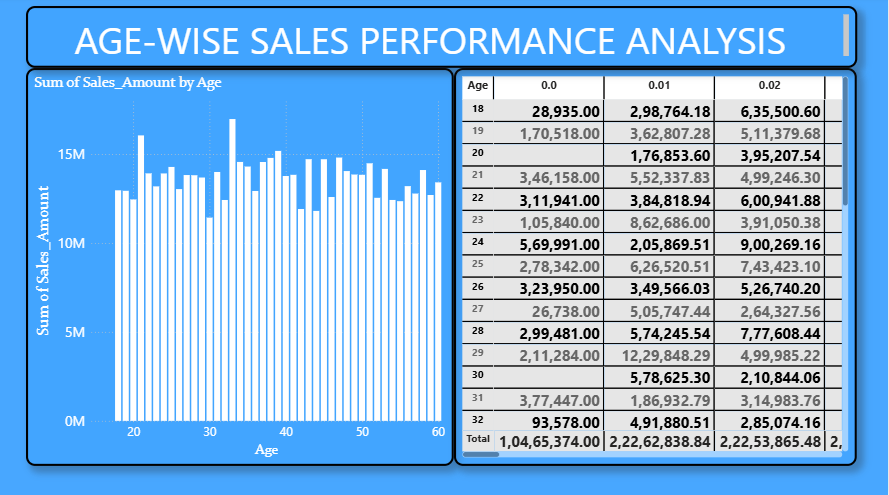 AGE-WISE SALES PERFORMANCE ANALYSIS
Sum of Sales_Amount by Age
15M
10M
5M
0M
Sum of Sales_Amount
20 30 40 50 60
Age
Age 0.0 0.01 0.02
18 28,935.00 2,98,764.18 6,35,500.60
19 1,70,518.00 3,62,807.28 5,11,379.68
20 1,76,853.60 3,95,207.54
21 3,46,158.00 5,52,337.83 4,99,246.30
22 3,11,941.00 3,84,818.94 6,00,941.88
23 1,05,840.00 8,62,686.00 3,91,050.38
24 5,69,991.00 2,05,869.51 9,00,269.16
25 2,78,342.00 6,26,520.51 7,43,423.10
26 3,23,950.00 3,49,566.03 5,26,740.20
27 26,738.00 5,05,747.44 2,64,327.56
28 2,99,481.00 5,74,245.54 7,77,608.44
29 2,11,284.00 12,29,848.29 4,99,985.22
30 5,78,625.30 2,10,844.06
31 3,77,447.00 1,86,932.79 3,14,983.76
32 93,578.00 4,91,880.51 2,85,074.16
Total 1,04,65,374.00 2,22,62,838.84 2,22,53,865.48 2,